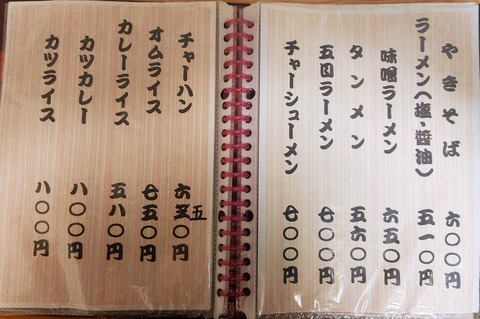 やきそば 六〇〇円
ラーメン(塩・醬油) 五一〇円
味噌ラーメン 六五〇円
タンメン 五六〇円
五目ラーメン 七〇〇円
チャーシューメン 七〇〇円
チャーハン 六五〇円
オムライス 七五〇円
カレーライス 五八〇円
カツカレー 八〇〇円
カツライス 八〇〇円